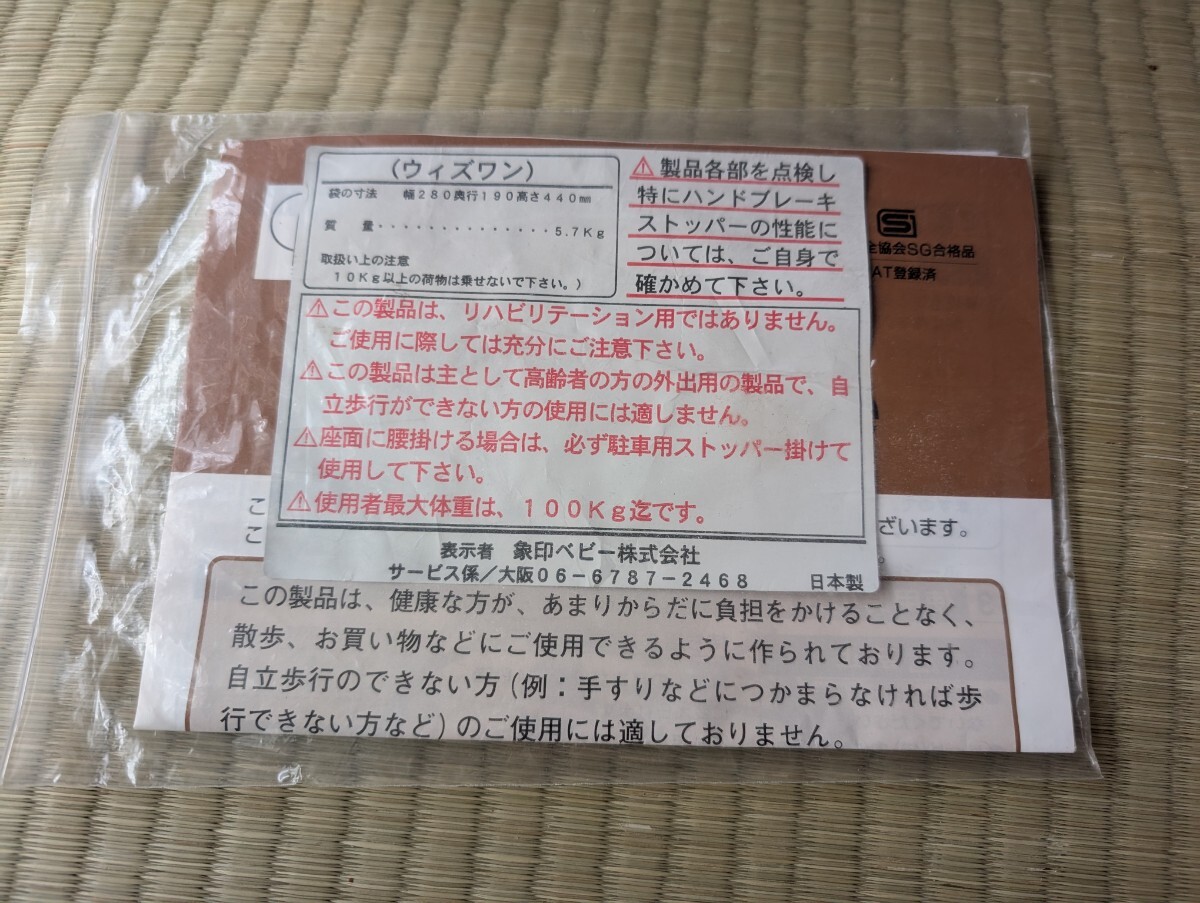 (ウィズワン)
袋の寸法 幅280奥行190高さ440㎜
質 量・・・・・・・・・・・・・・5.7Kg
取扱い上の注意
10Kg以上の荷物は乗せないで下さい。)
⚠製品各部を点検し
特にハンドブレーキ
ストッパーの性能に
ついては、ご自身で
確かめて下さい。
⚠この製品は、リハビリテーション用ではありません。
ご使用に際しては充分にご注意下さい。
⚠この製品は主として高齢者の方の外出用の製品で、自
立歩行ができない方の使用には適しません。
⚠座面に腰掛ける場合は、必ず駐車用ストッパー掛けて
使用して下さい。
⚠使用者最大体重は、100Kg迄です。
表示者 象印ベビー株式会社
サービス係/大阪06-6787-2468 日本製
全協会SG合格品
AT登録済
こ
ざいます。
こ
。
この製品は、健康な方が、あまりからだに負担をかけることなく、
散歩、お買い物などにご使用できるように作られております。
自立歩行のできない方(例:手すりなどにつかまらなければ歩
行できない方など)のご使用には適しておりません。